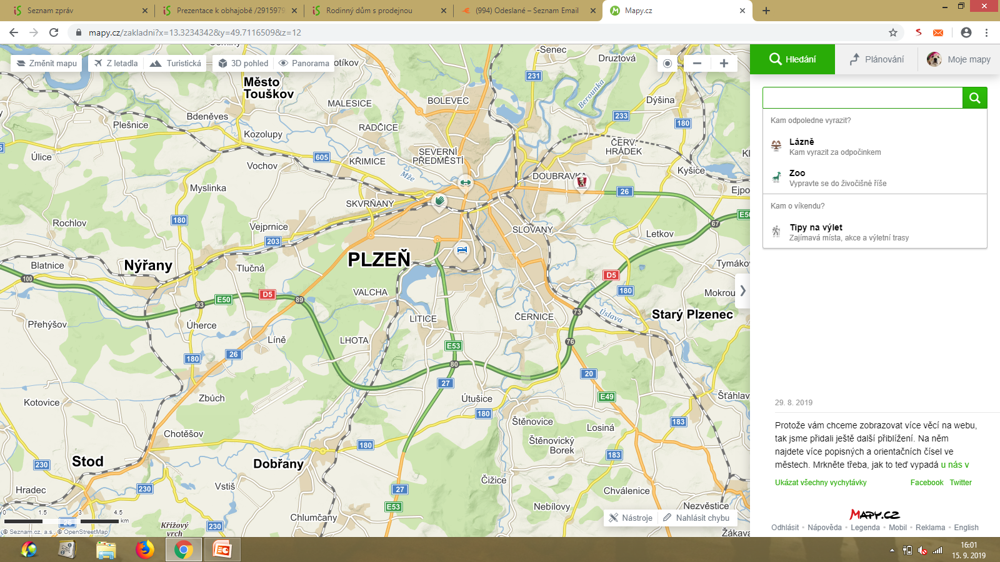 Seznam zpráv
Prezentace k obhajobě /2915979
Rodinný dům s prodejnou
(994) Odeslané – Seznam Email
Mapy.cz
mapy.cz/zakladni?x=13.3234342&y=49.7116509&z=12
Změnit mapu
Z letadla
Turistická
3D pohled
Panorama
Hledání
Plánování
Moje mapy
Kam odpoledne vyrazit?
Lázně
Kam vyrazit za odpočinkem
Zoo
Vypravte se do živočišné říše
Kam o víkendu?
Tipy na výlet
Zajímavá místa, akce a výletní trasy
29. 8. 2019
Protože vám chceme zobrazovat více věcí na webu,
tak jsme přidali ještě další přiblížení. Na něm
najdete více popisných a orientačních čísel ve
městech. Mrkněte třeba, jak to teď vypadá u nás v
Ukázat všechny vychytávky
Facebook Twitter
Mapy.cz
Odhlásit • Nápověda • Legenda • Mobil • Reklama • English
-Senec
Druztová
231
Město
Touškov
BOLEVEC
Berounka
MALESICE
Dýšina
Bdeněves
233
180
Plešnice
RADČICE
Kozolupy
ČERV.
HRÁDEK
SEVERNÍ
PŘEDMĚSTÍ
605
Úlice
KŘIMICE
Vochov
Mže
Kyšice
DOUBRAVKA
Myslinka
26
Ejpo
SKVRŇANY
180
Rochlov
Vejprnice
67
E50
SLOVANY
Letkov
203
PLZEŇ
Nýřany
Blatnice
Tlučná
Tymáko
100
D5
180
VALCHA
Mokrou
D5
E50
89
93
73
Úslava
Starý Plzenec
Přehýšov
Úherce
LITICE
ČERNICE
Líně
LHOTA
E53
76
180
26
80
20
27
Zbůch
Útušice
E49
Šťáhlav
Kotovice
180
Štěnovice
183
Losiná
Chotěšov
Štěnovický
Borek
180
183
Stod
230
Dobřany
Čižice
Vstiš
230
27
Hradec
Chválenice
E53
Nebílovy
Nezvěstice
Chlumčany
Křížový
vrch
230
Žákava
0 1.5 3 4.5
km
© Seznam.cz, a.s., © OpenStreetMap
Nástroje
Nahlásit chybu
16:01
15. 9. 2019